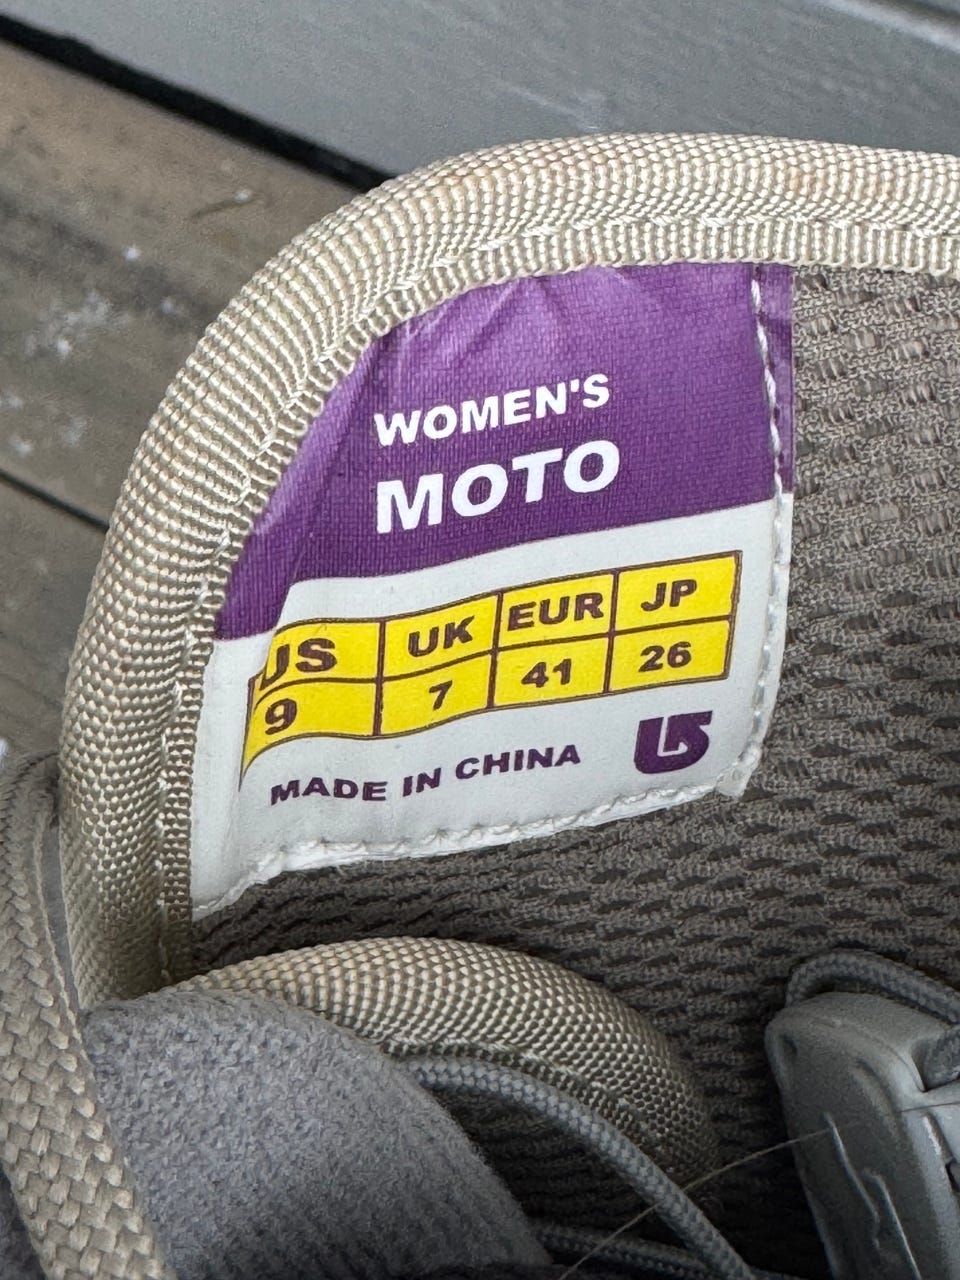 WOMEN'S
MOTO
US UK EUR JP
9 7 41 26
MADE IN CHINA